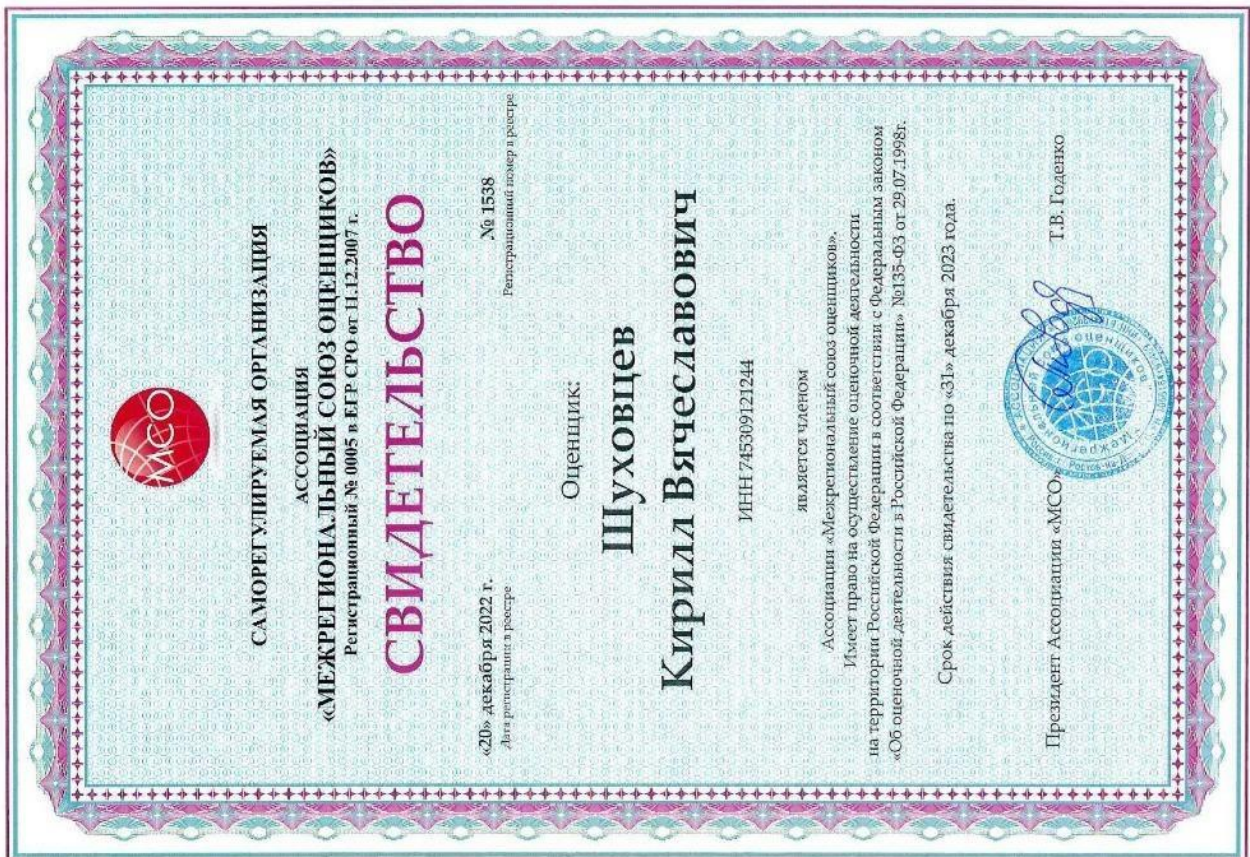 МСО
САМОРЕГУЛИРУЕМАЯ ОРГАНИЗАЦИЯ
АССОЦИАЦИЯ
«МЕЖРЕГИОНАЛЬНЫЙ СОЮЗ ОЦЕНЩИКОВ»
Регистрационный № 0005 в ЕГР СРО от 11.12.2007 г.
СВИДЕТЕЛЬСТВО
«20» декабря 2022 г. № 1538
Дата регистрации в реестре Регистрационный номер в реестре
Оценщик:
Шуховцев
Кирилл Вячеславович
ИНН 745309121244
является членом
Ассоциации «Межрегиональный союз оценщиков».
Имеет право на осуществление оценочной деятельности
на территории Российской Федерации в соответствии с Федеральным законом
«Об оценочной деятельности в Российской Федерации» №135-ФЗ от 29.07.1998г.
Срок действия свидетельства по «31» декабря 2023 года.
Президент Ассоциации «МСО» Т.В. Годенко